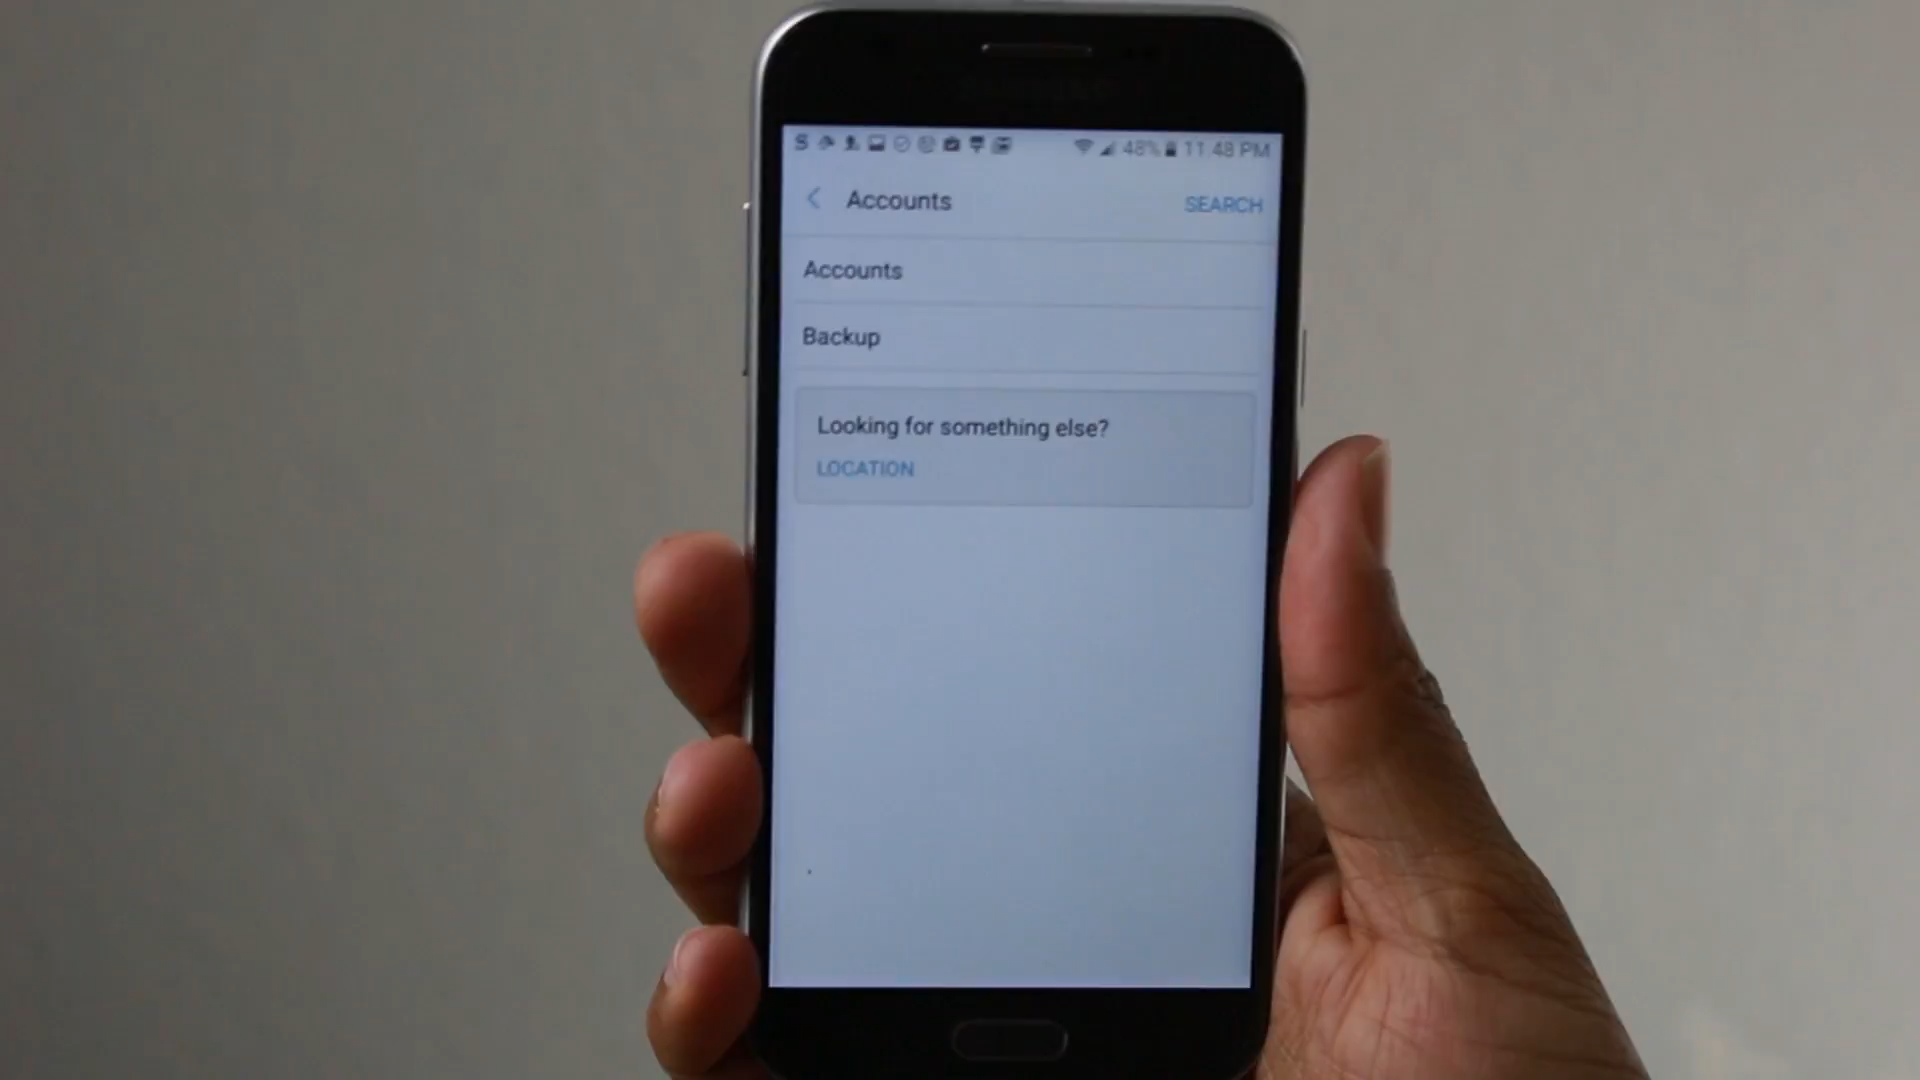 48% 11:48 PM
Accounts SEARCH
Accounts
Backup
Looking for something else?
LOCATION